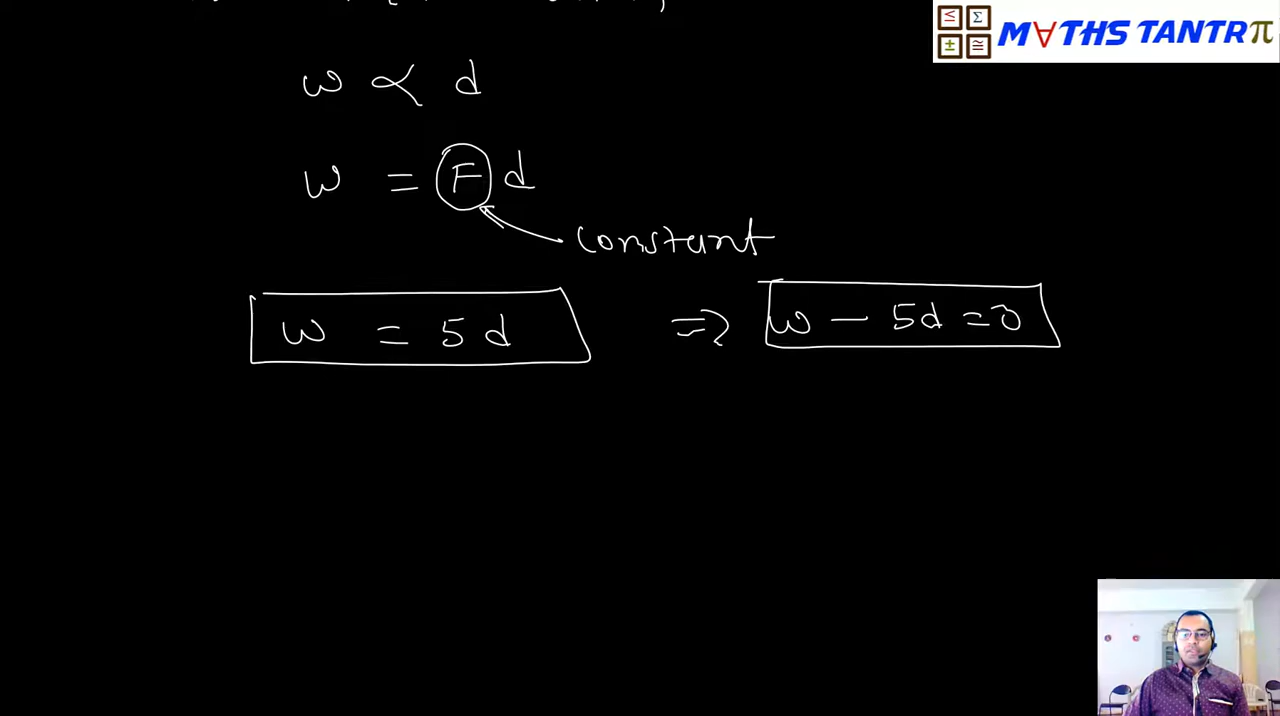 ≤ Σ ± ≅ M∀THS TANTRπ
w ∝ d
w = F d
constant
w = 5 d ⇒ w - 5d = 0